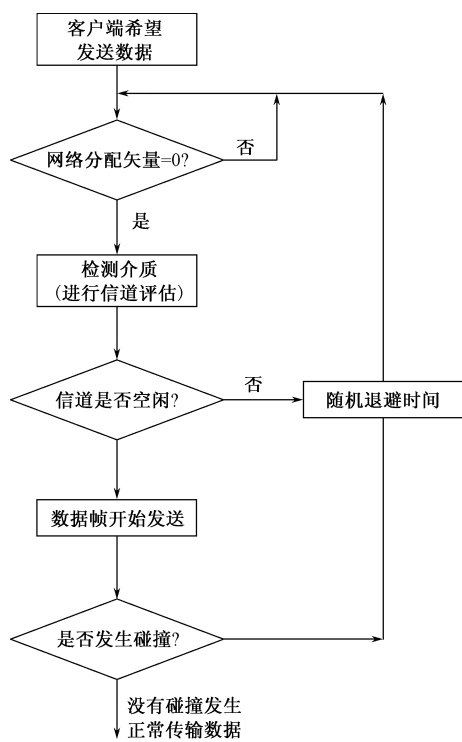 客户端希望
发送数据
网络分配矢量=0?
否
是
检测介质
(进行信道评估)
信道是否空闲?
否
随机退避时间
数据帧开始发送
是否发生碰撞?
没有碰撞发生
正常传输数据